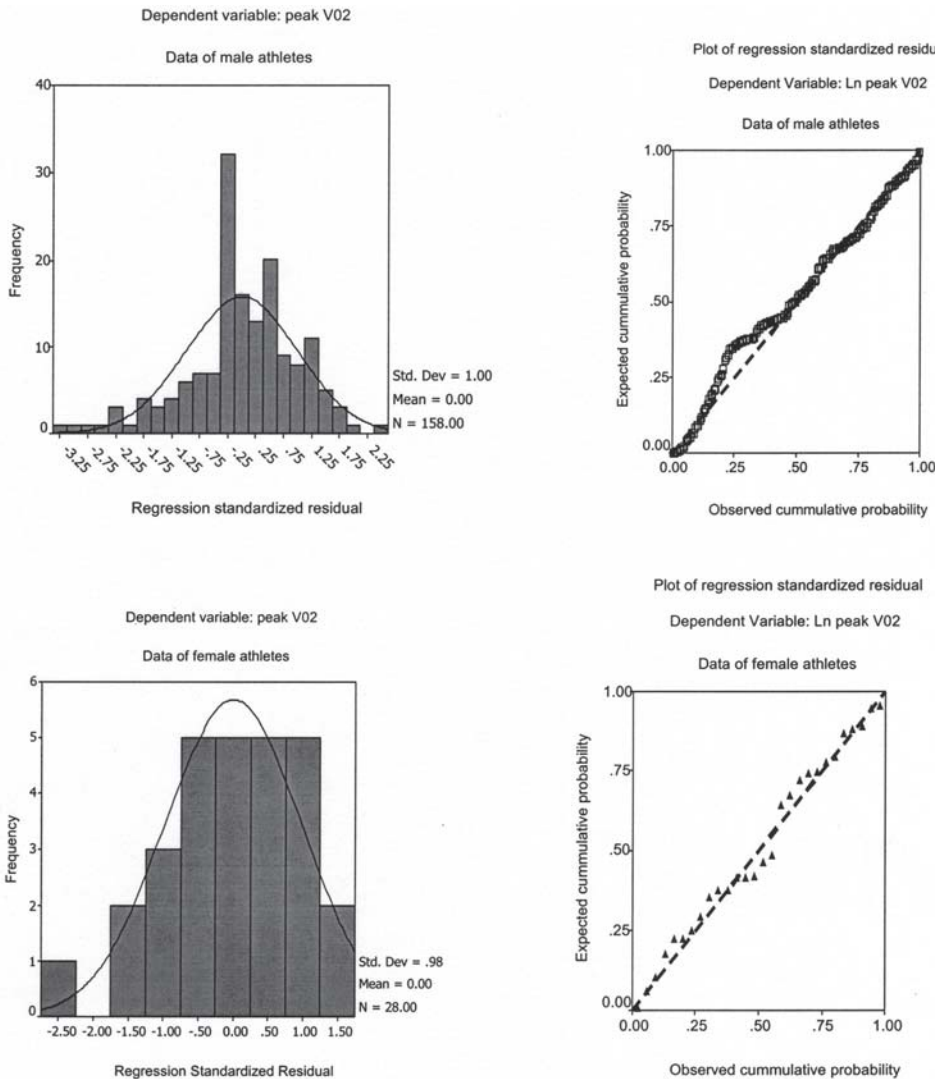 Dependent variable: peak V02
Data of male athletes
40
30
20
10
0
Frequency
-3.25
-2.75
-2.25
-1.75
-1.25
-.75
-.25
.25
.75
1.25
1.75
2.25
Std. Dev = 1.00
Mean = 0.00
N = 158.00
Regression standardized residual
Plot of regression standardized residu
Dependent Variable: Ln peak V02
Data of male athletes
1.00
.75
.50
.25
0.00
Expected cummulative probability
0.00
.25
.50
.75
1.00
Observed cummulative probability
Dependent variable: peak V02
Data of female athletes
6
5
4
3
2
1
0
Frequency
-2.50
-2.00
-1.50
-1.00
-.50
0.00
.50
1.00
1.50
Std. Dev = .98
Mean = 0.00
N = 28.00
Regression Standardized Residual
Plot of regression standardized residual
Dependent Variable: Ln peak V02
Data of female athletes
1.00
.75
.50
.25
0.00
Expected cummulative probability
0.00
.25
.50
.75
1.00
Observed cummulative probability